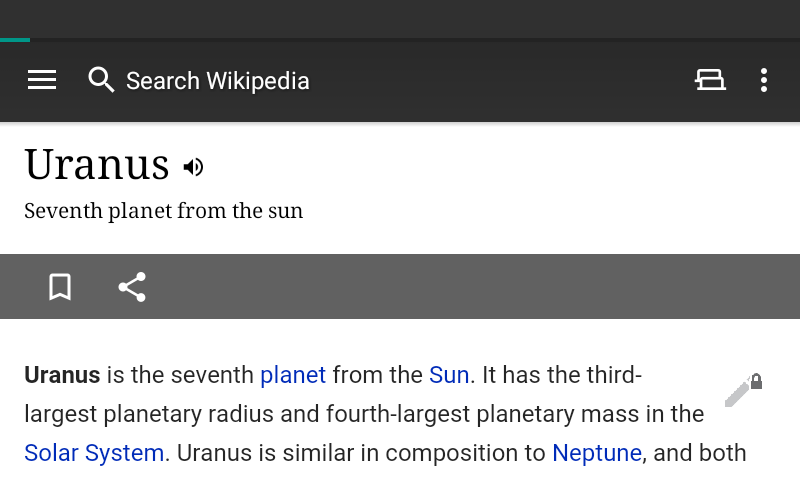 Search Wikipedia
Uranus
Seventh planet from the sun
Uranus is the seventh planet from the Sun. It has the third-
largest planetary radius and fourth-largest planetary mass in the
Solar System. Uranus is similar in composition to Neptune, and both